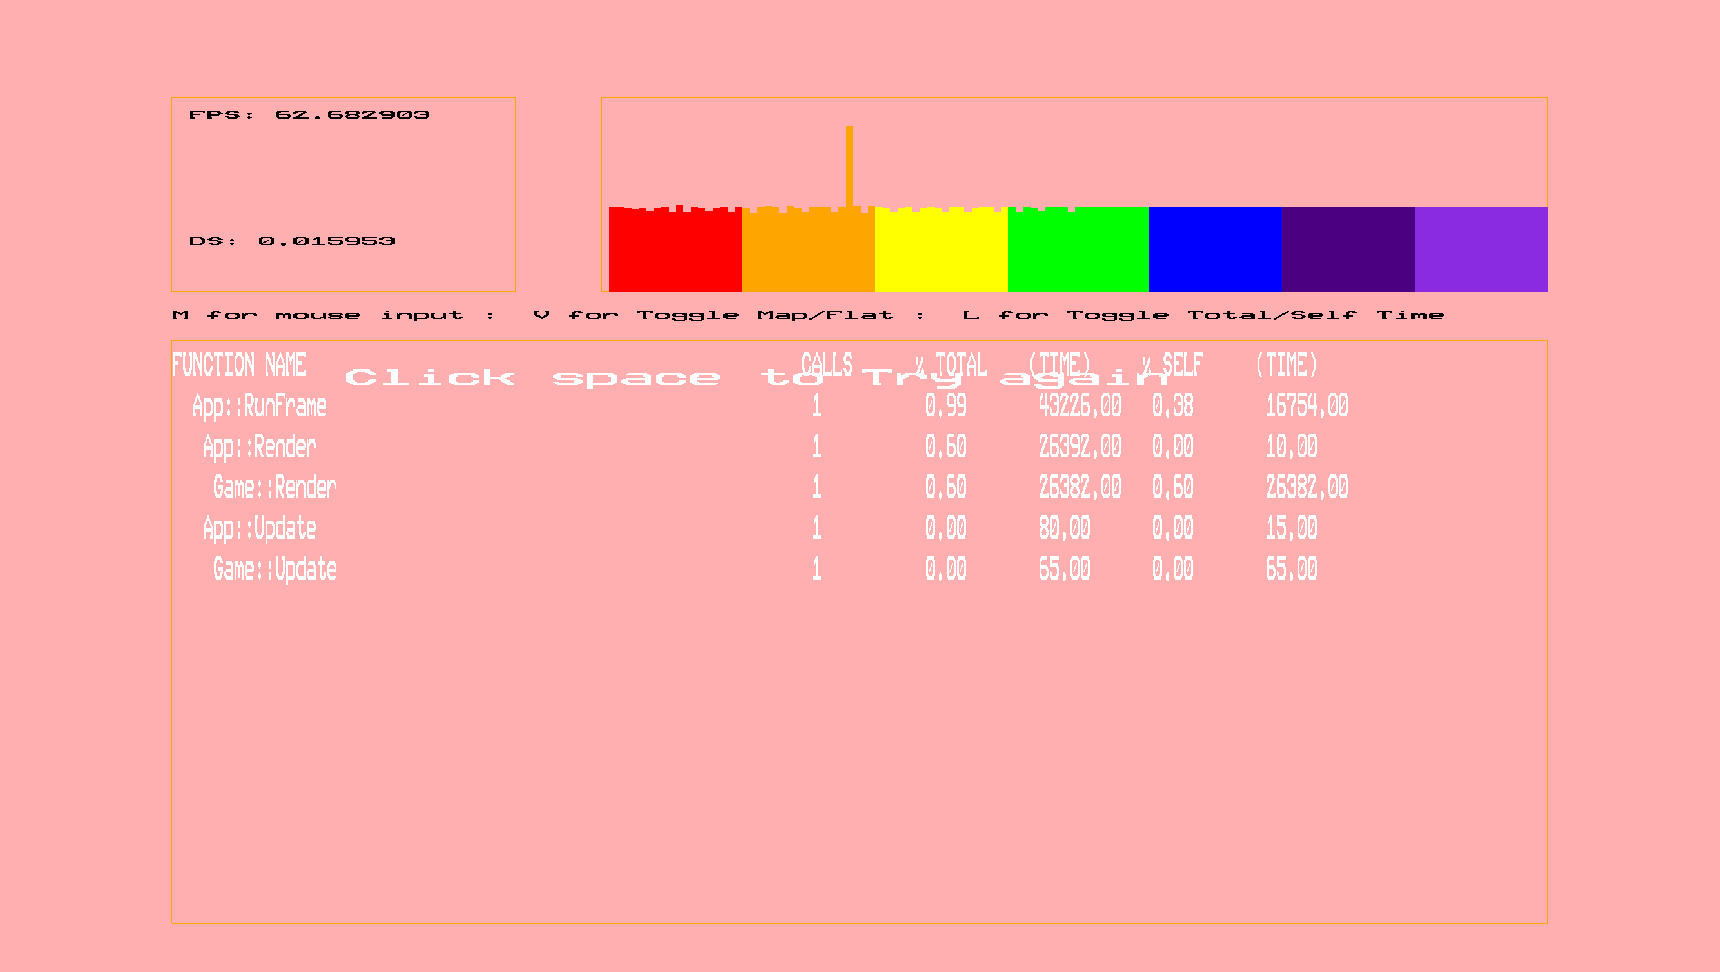 FPS: 62.682903
DS: 0.015953
M for mouse input :  V for Toggle Map/Flat :  L for Toggle Total/Self Time
FUNCTION NAME CALLS % TOTAL (TIME) % SELF (TIME)
Click space to Try again
App::RunFrame 1 0.99 43226.00 0.38 16754.00
App::Render 1 0.60 26392.00 0.00 10.00
Game::Render 1 0.60 26382.00 0.60 26382.00
App::Update 1 0.00 80.00 0.00 15.00
Game::Update 1 0.00 65.00 0.00 65.00